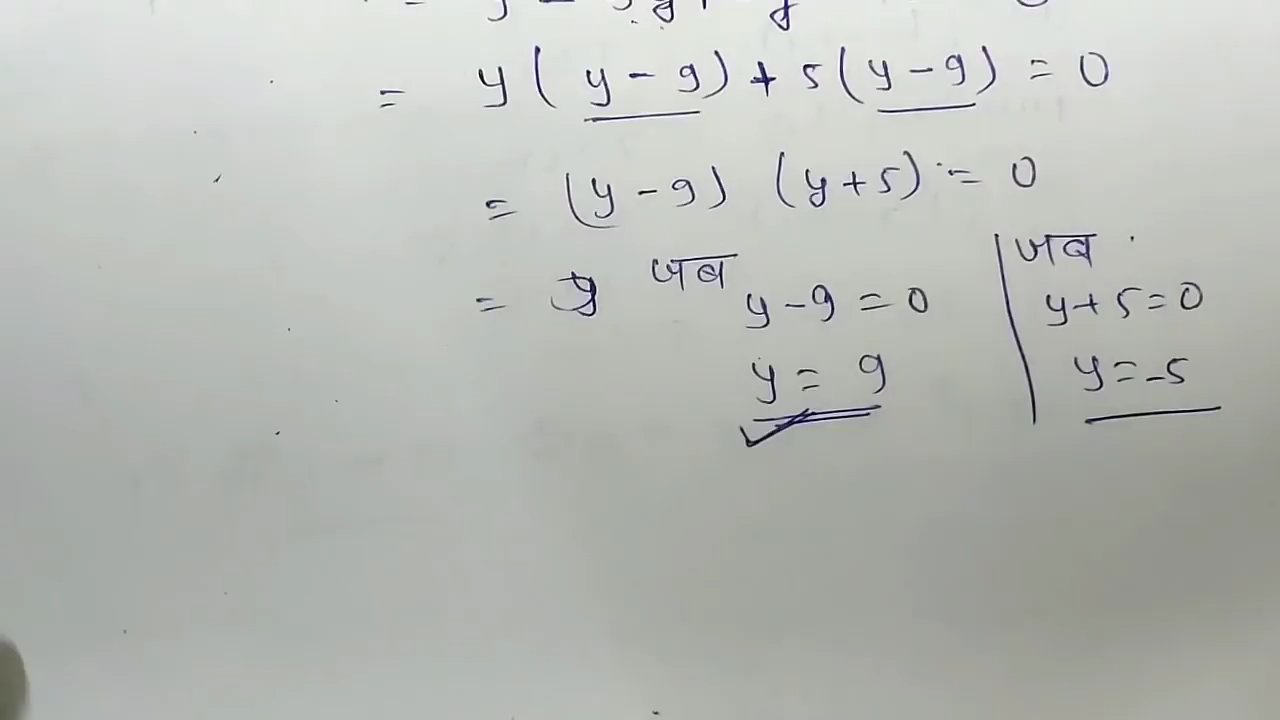 = y ( y - 9 ) + 5 ( y - 9 ) = 0
= (y - 9) (y + 5) = 0
= जब y - 9 = 0
y = 9
जब
y + 5 = 0
y = -5